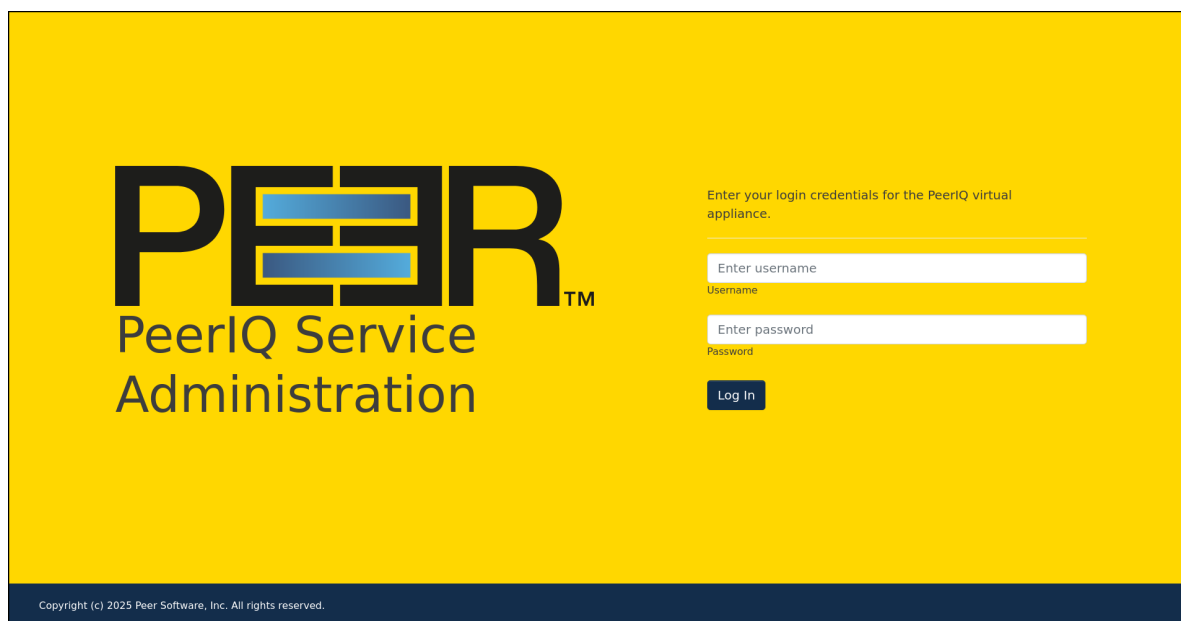 PEER™
PeerIQ Service
Administration
Enter your login credentials for the PeerIQ virtual
appliance.
Enter username
Username
Enter password
Password
Log In
Copyright (c) 2025 Peer Software, Inc. All rights reserved.